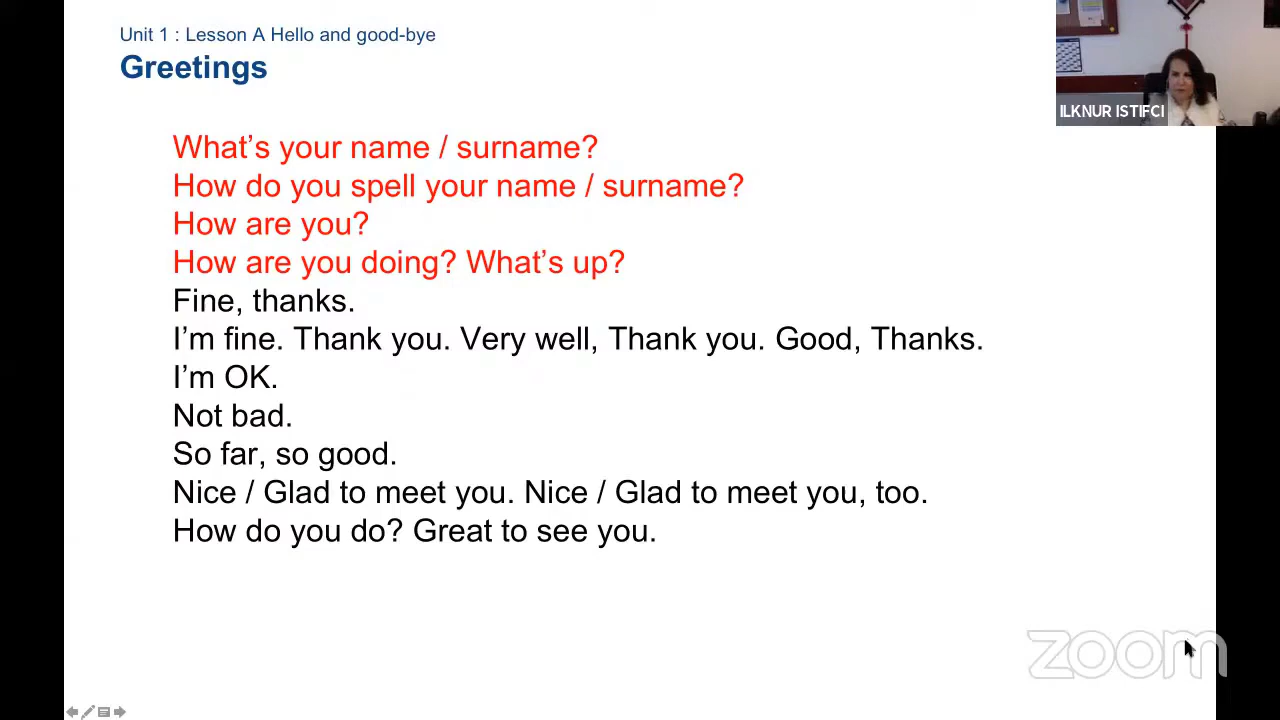 Unit 1 : Lesson A Hello and good-bye
Greetings
ILKNUR ISTIFCI
What’s your name / surname?
How do you spell your name / surname?
How are you?
How are you doing? What’s up?
Fine, thanks.
I’m fine. Thank you. Very well, Thank you. Good, Thanks.
I’m OK.
Not bad.
So far, so good.
Nice / Glad to meet you. Nice / Glad to meet you, too.
How do you do? Great to see you.
zoom